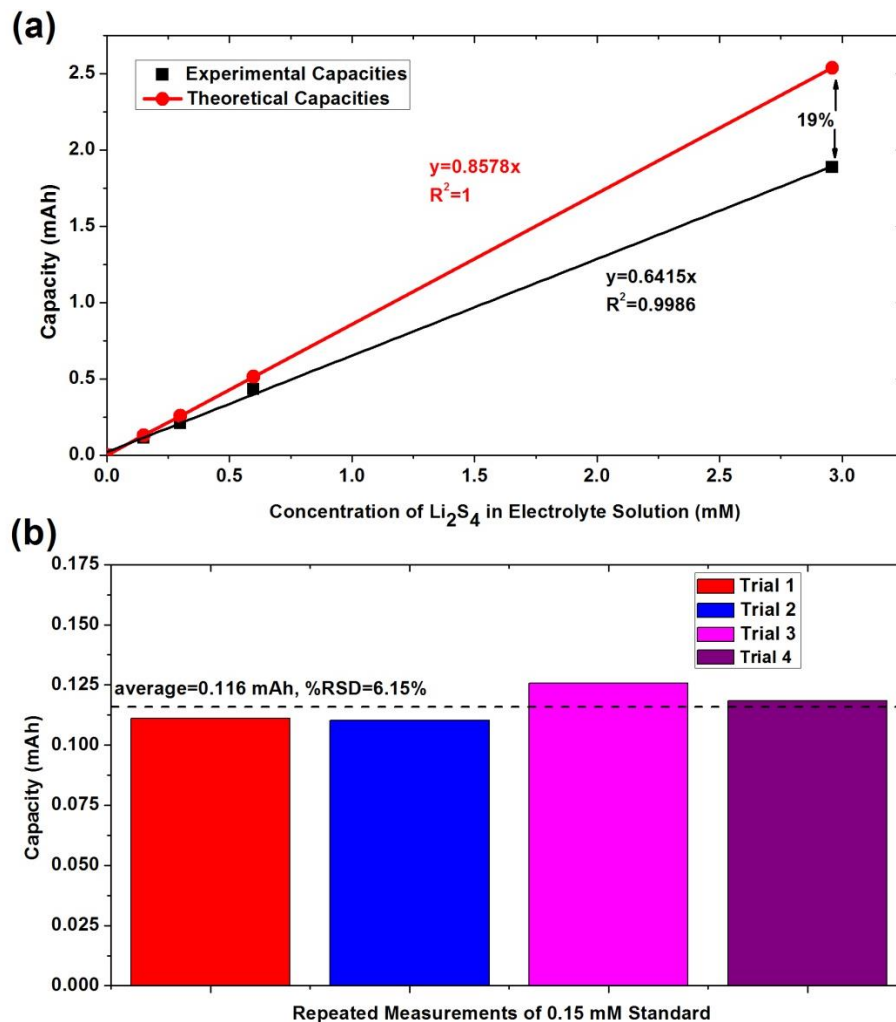 (a)
2.5
2.0
1.5
1.0
0.5
0.0
Capacity (mAh)
Experimental Capacities
Theoretical Capacities
19%
y=0.8578x
R²=1
y=0.6415x
R²=0.9986
0.0 0.5 1.0 1.5 2.0 2.5 3.0
Concentration of Li₂S₄ in Electrolyte Solution (mM)
(b)
0.175
0.150
0.125
0.100
0.075
0.050
0.025
0.000
Capacity (mAh)
Trial 1
Trial 2
Trial 3
Trial 4
average=0.116 mAh, %RSD=6.15%
Repeated Measurements of 0.15 mM Standard